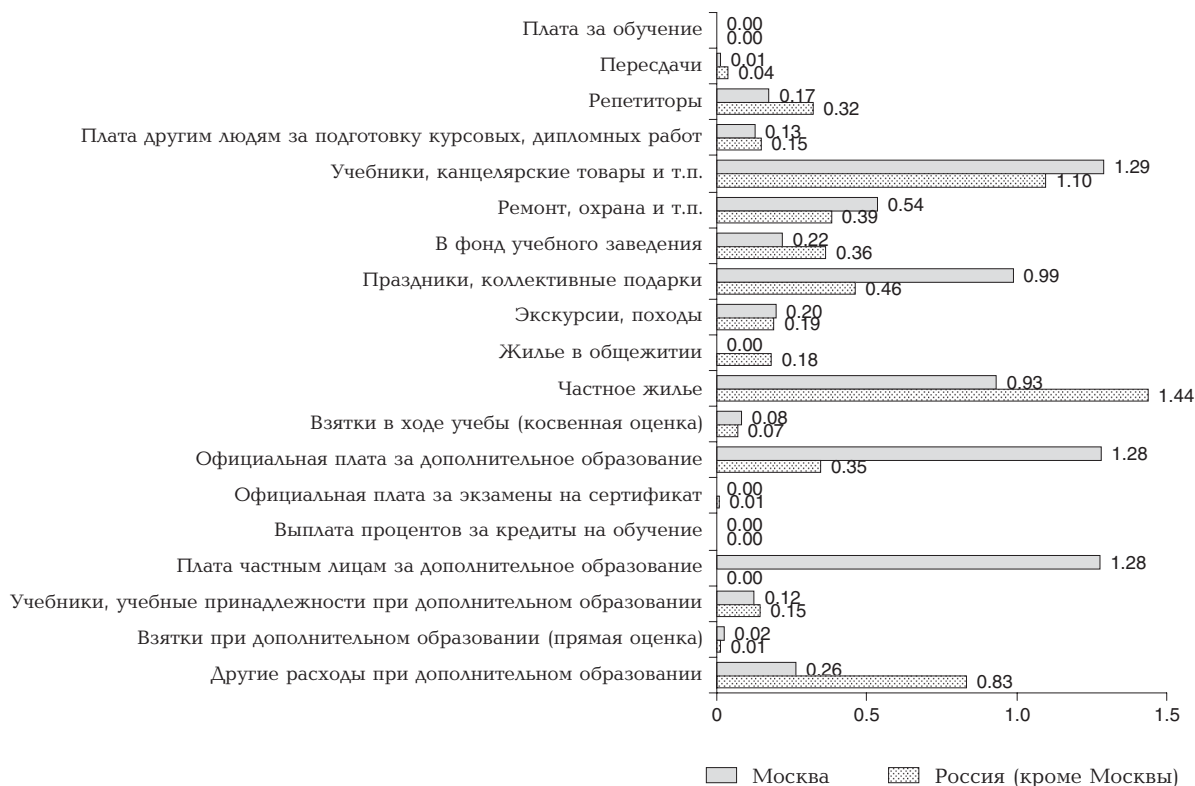 Плата за обучение
0.00
0.00
Пересдачи
0.01
0.04
Репетиторы
0.17
0.32
Плата другим людям за подготовку курсовых, дипломных работ
0.13
0.15
Учебники, канцелярские товары и т.п.
1.29
1.10
Ремонт, охрана и т.п.
0.54
0.39
В фонд учебного заведения
0.22
0.36
Праздники, коллективные подарки
0.99
0.46
Экскурсии, походы
0.20
0.19
Жилье в общежитии
0.00
0.18
Частное жилье
0.93
1.44
Взятки в ходе учебы (косвенная оценка)
0.08
0.07
Официальная плата за дополнительное образование
1.28
0.35
Официальная плата за экзамены на сертификат
0.00
0.01
Выплата процентов за кредиты на обучение
0.00
0.00
Плата частным лицам за дополнительное образование
1.28
0.00
Учебники, учебные принадлежности при дополнительном образовании
0.12
0.15
Взятки при дополнительном образовании (прямая оценка)
0.02
0.01
Другие расходы при дополнительном образовании
0.26
0.83
0 0.5 1.0 1.5
Москва Россия (кроме Москвы)